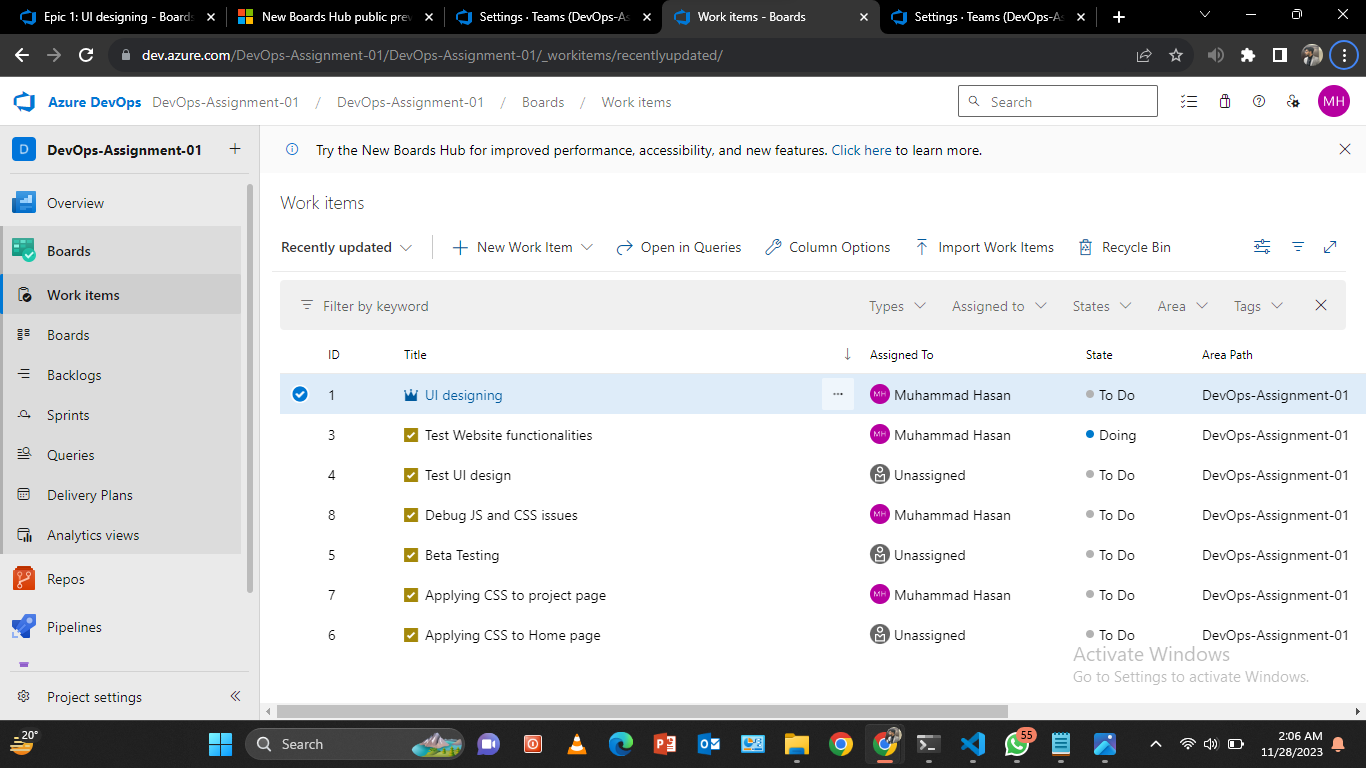 Epic 1: UI designing - Boards
New Boards Hub public prev
Settings · Teams (DevOps-As
Work items - Boards
Settings · Teams (DevOps-As
dev.azure.com/DevOps-Assignment-01/DevOps-Assignment-01/_workitems/recentlyupdated/
Azure DevOps DevOps-Assignment-01 / DevOps-Assignment-01 / Boards / Work items
Search
MH
D DevOps-Assignment-01 +
Try the New Boards Hub for improved performance, accessibility, and new features. Click here to learn more.
Overview
Boards
Work items
Boards
Backlogs
Sprints
Queries
Delivery Plans
Analytics views
Repos
Pipelines
Project settings
Work items
Recently updated New Work Item Open in Queries Column Options Import Work Items Recycle Bin
Filter by keyword Types Assigned to States Area Tags
ID Title Assigned To State Area Path
1 UI designing MH Muhammad Hasan To Do DevOps-Assignment-01
3 Test Website functionalities MH Muhammad Hasan Doing DevOps-Assignment-01
4 Test UI design Unassigned To Do DevOps-Assignment-01
8 Debug JS and CSS issues MH Muhammad Hasan To Do DevOps-Assignment-01
5 Beta Testing Unassigned To Do DevOps-Assignment-01
7 Applying CSS to project page MH Muhammad Hasan To Do DevOps-Assignment-01
6 Applying CSS to Home page Unassigned To Do DevOps-Assignment-01
Activate Windows
Go to Settings to activate Windows.
20°
Search
55
2:06 AM
11/28/2023